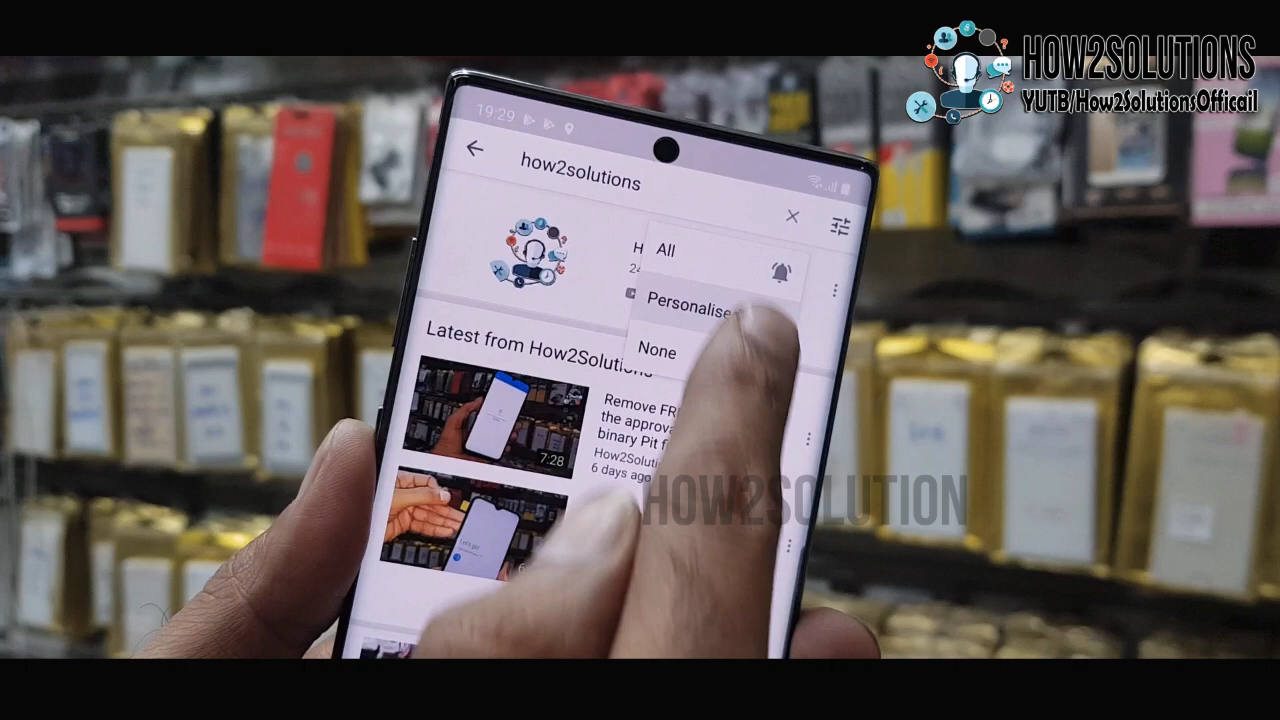 HOW2SOLUTIONS
YUTB/How2SolutionsOfficail
19:29
how2solutions
All
Personalise
None
Latest from How2Solutions
7:28
Remove FR
the approva
binary Pit f
How2Soluti
6 days ago
HOW2SOLUTION